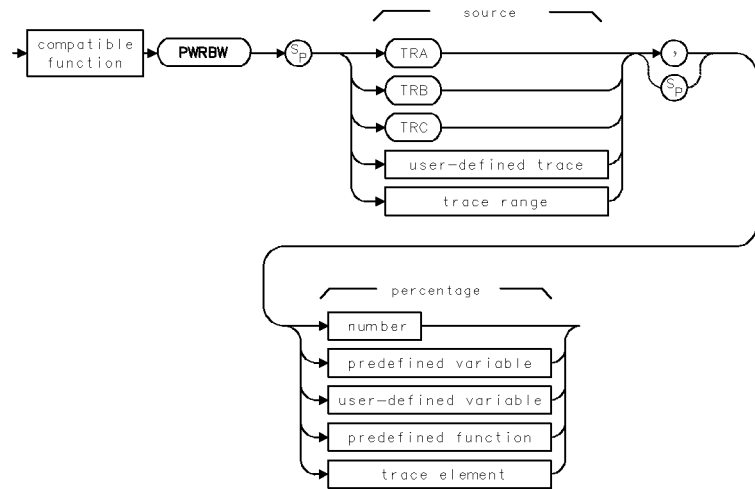 source
compatible
function
PWRBW
SP
TRA
,
TRB
SP
TRC
user-defined trace
trace range
percentage
number
predefined variable
user-defined variable
predefined function
trace element